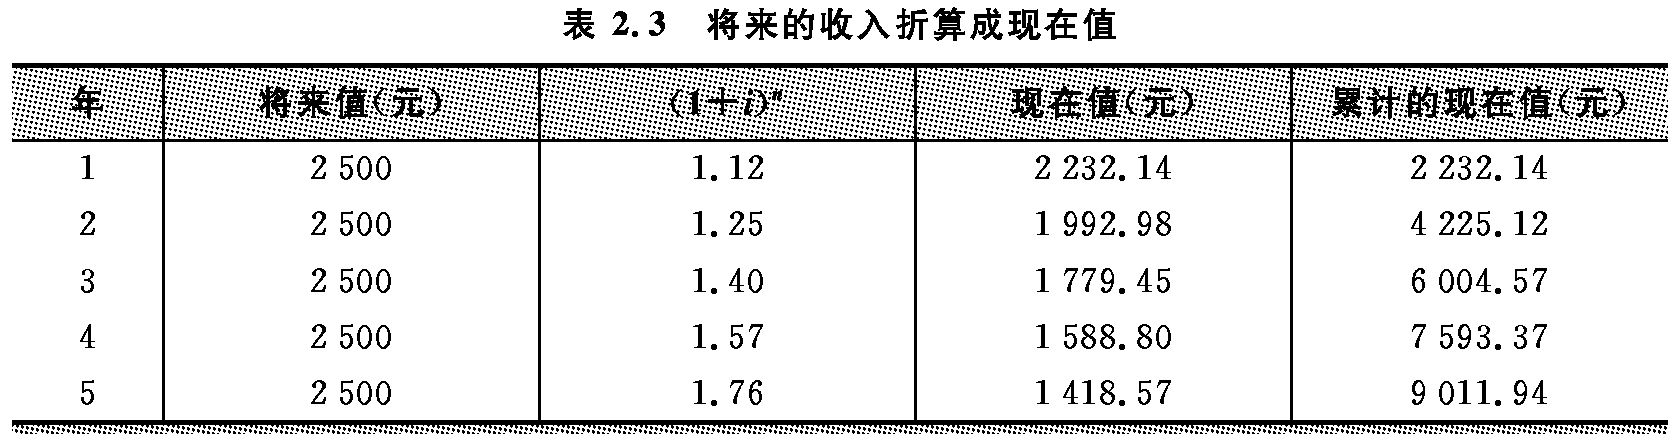 表 2.3 将来的收入折算成现在值
年 将来值(元) (1+i)ⁿ 现在值(元) 累计的现在值(元)
1 2 500 1.12 2 232.14 2 232.14
2 2 500 1.25 1 992.98 4 225.12
3 2 500 1.40 1 779.45 6 004.57
4 2 500 1.57 1 588.80 7 593.37
5 2 500 1.76 1 418.57 9 011.94